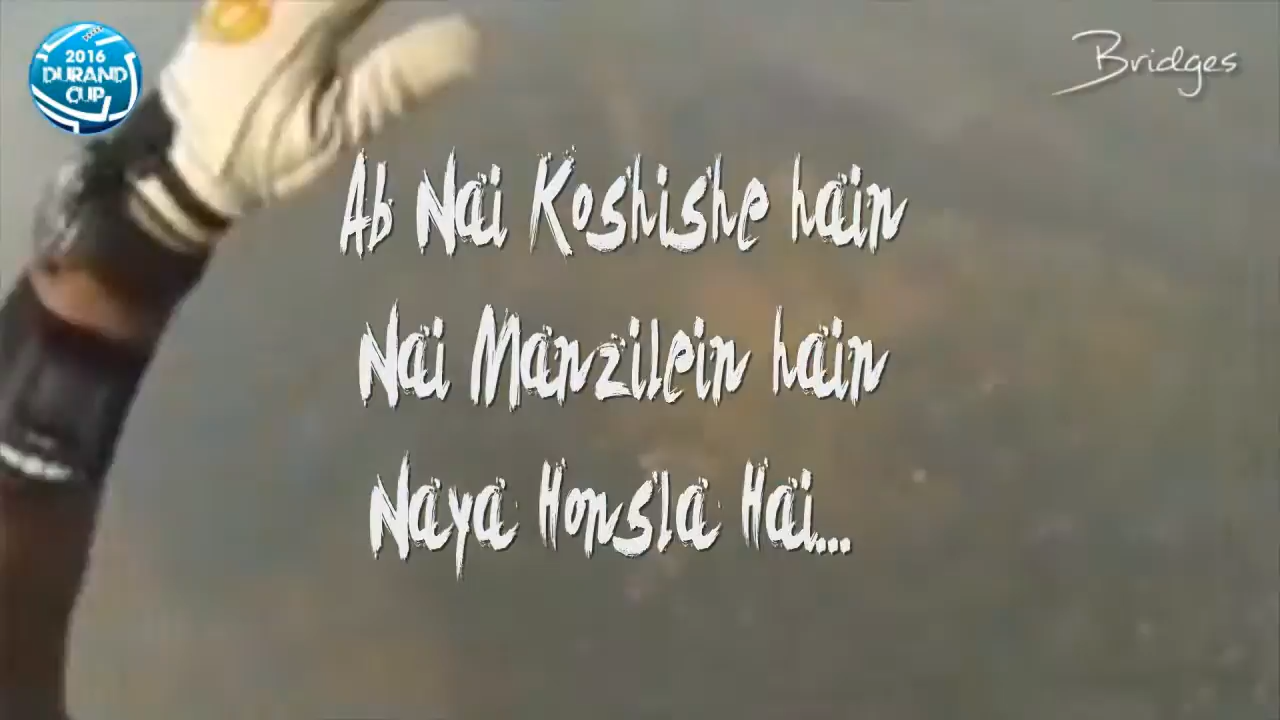 2016
DURAND
CUP
Bridges
Ab Nai Koshishe hain
Nai Manzilein hain
Naya Honsla Hai...